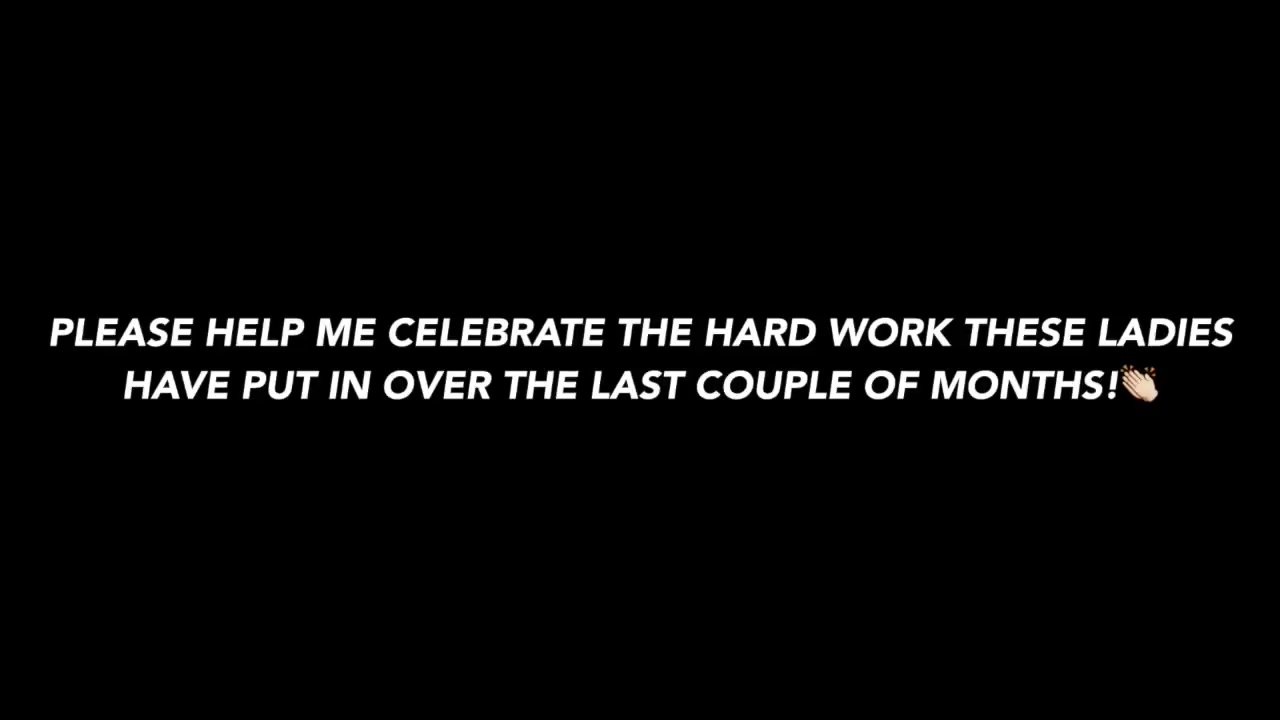 PLEASE HELP ME CELEBRATE THE HARD WORK THESE LADIES
HAVE PUT IN OVER THE LAST COUPLE OF MONTHS!👏🏻